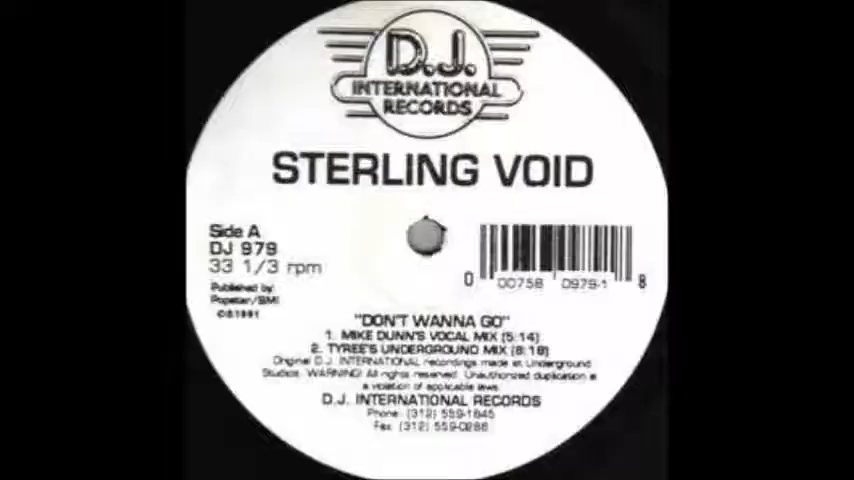 D.J.
INTERNATIONAL
RECORDS
STERLING VOID
Side A
DJ 979
33 1/3 rpm
Published by:
Popstar/BMI
©®1991
0 00758 0979-1 8
"DON'T WANNA GO"
1. MIKE DUNN'S VOCAL MIX (5:14)
2. TYREE'S UNDERGROUND MIX (6:18)
Original D.J. INTERNATIONAL recordings made at Underground
Studios. WARNING! All rights reserved. Unauthorized duplication is
a violation of applicable laws.
D.J. INTERNATIONAL RECORDS
Phone: (312) 559-1845
Fax: (312) 559-0286